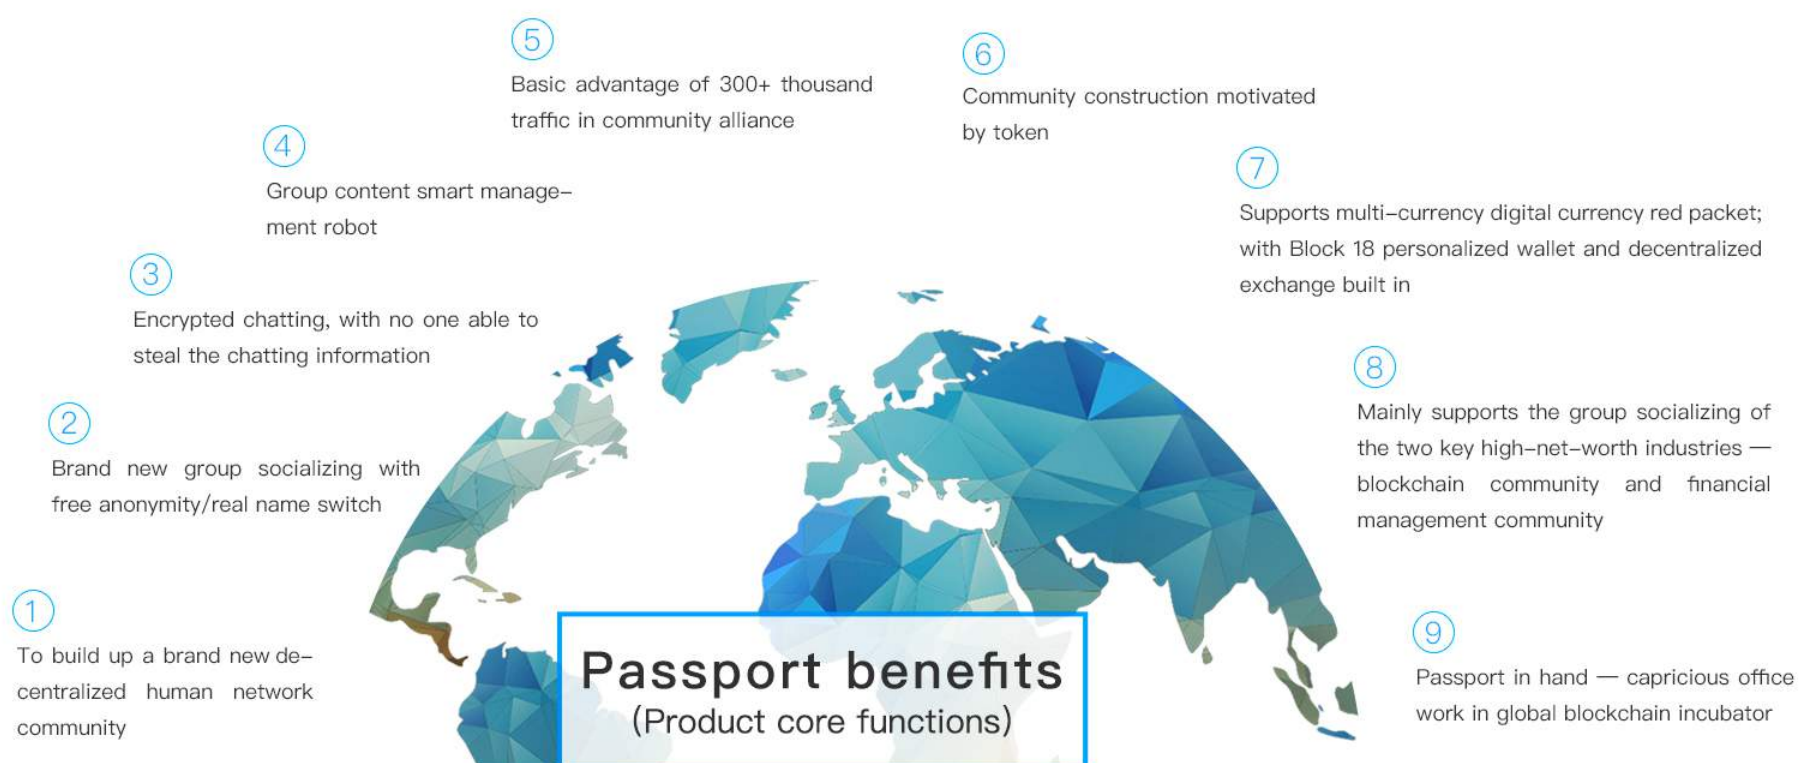 1
To build up a brand new de-
centralized human network
community
2
Brand new group socializing with
free anonymity/real name switch
3
Encrypted chatting, with no one able to
steal the chatting information
4
Group content smart manage-
ment robot
5
Basic advantage of 300+ thousand
traffic in community alliance
6
Community construction motivated
by token
7
Supports multi-currency digital currency red packet;
with Block 18 personalized wallet and decentralized
exchange built in
8
Mainly supports the group socializing of
the two key high-net-worth industries —
blockchain community and financial
management community
9
Passport in hand — capricious office
work in global blockchain incubator
Passport benefits
(Product core functions)